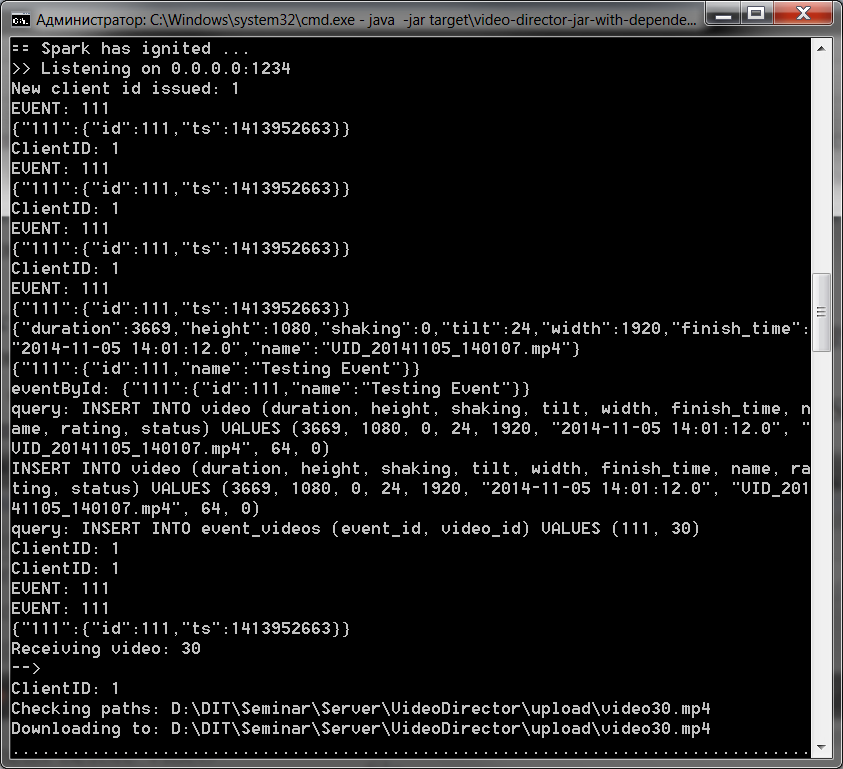 Администратор: C:\Windows\system32\cmd.exe - java  -jar target\video-director-jar-with-depende...
== Spark has ignited ...
>> Listening on 0.0.0.0:1234
New client id issued: 1
EVENT: 111
{"111":{"id":111,"ts":1413952663}}
ClientID: 1
EVENT: 111
{"111":{"id":111,"ts":1413952663}}
ClientID: 1
EVENT: 111
{"111":{"id":111,"ts":1413952663}}
ClientID: 1
EVENT: 111
{"111":{"id":111,"ts":1413952663}}
{"duration":3669,"height":1080,"shaking":0,"tilt":24,"width":1920,"finish_time":
"2014-11-05 14:01:12.0","name":"VID_20141105_140107.mp4"}
{"111":{"id":111,"name":"Testing Event"}}
eventById: {"111":{"id":111,"name":"Testing Event"}}
query: INSERT INTO video (duration, height, shaking, tilt, width, finish_time, n
ame, rating, status) VALUES (3669, 1080, 0, 24, 1920, "2014-11-05 14:01:12.0", "
VID_20141105_140107.mp4", 64, 0)
INSERT INTO video (duration, height, shaking, tilt, width, finish_time, name, ra
ting, status) VALUES (3669, 1080, 0, 24, 1920, "2014-11-05 14:01:12.0", "VID_201
41105_140107.mp4", 64, 0)
query: INSERT INTO event_videos (event_id, video_id) VALUES (111, 30)
ClientID: 1
ClientID: 1
EVENT: 111
EVENT: 111
{"111":{"id":111,"ts":1413952663}}
Receiving video: 30
-->
ClientID: 1
Checking paths: D:\DIT\Seminar\Server\VideoDirector\upload\video30.mp4
Downloading to: D:\DIT\Seminar\Server\VideoDirector\upload\video30.mp4
................................................................................